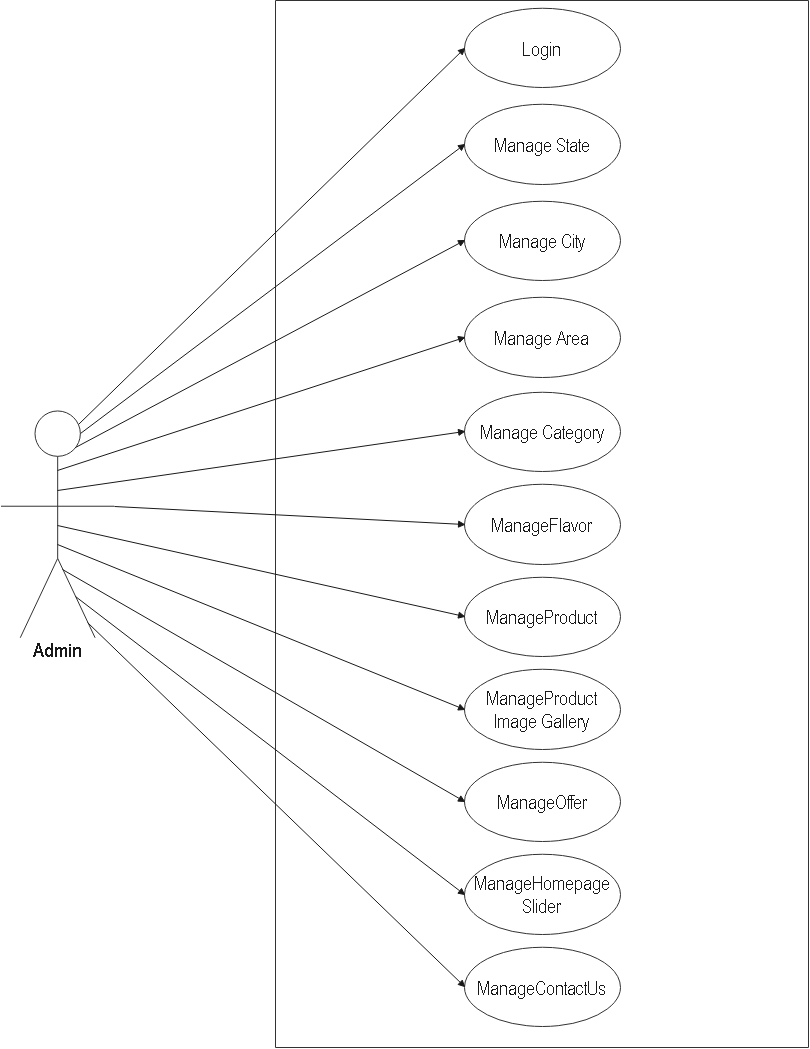 Login
Manage State
Manage City
Manage Area
Manage Category
ManageFlavor
ManageProduct
Admin
ManageProduct
Image Gallery
ManageOffer
ManageHomepage
Slider
ManageContactUs